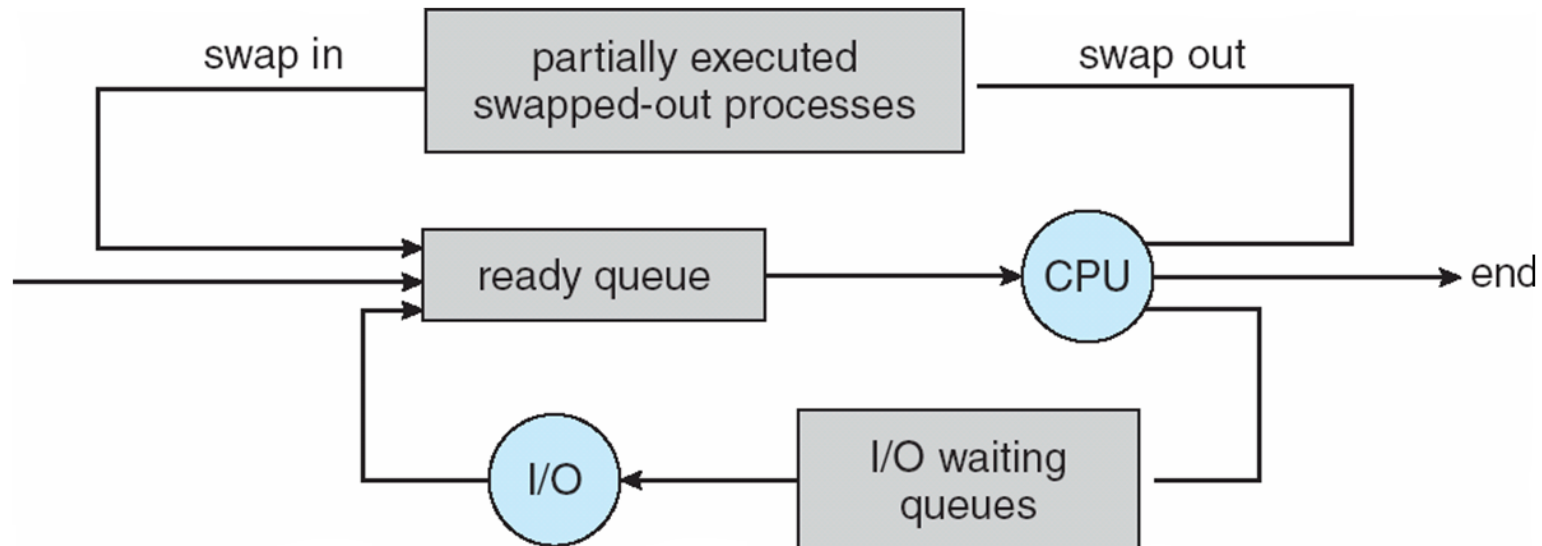 swap in
partially executed
swapped-out processes
swap out
ready queue
CPU
end
I/O
I/O waiting
queues